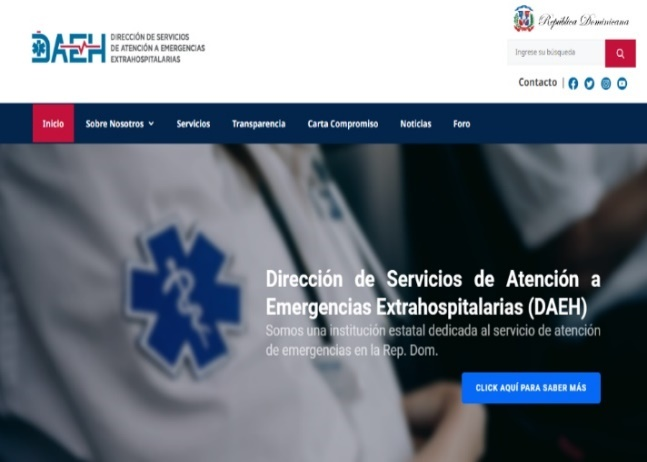 DAEH
DIRECCIÓN DE SERVICIOS
DE ATENCIÓN A EMERGENCIAS
EXTRAHOSPITALARIAS
República Dominicana
Ingrese su búsqueda
Contacto |
Inicio Sobre Nosotros Servicios Transparencia Carta Compromiso Noticias Foro
Dirección de Servicios de Atención a
Emergencias Extrahospitalarias (DAEH)
Somos una institución estatal dedicada al servicio de atención
de emergencias en la Rep. Dom.
CLICK AQUÍ PARA SABER MÁS